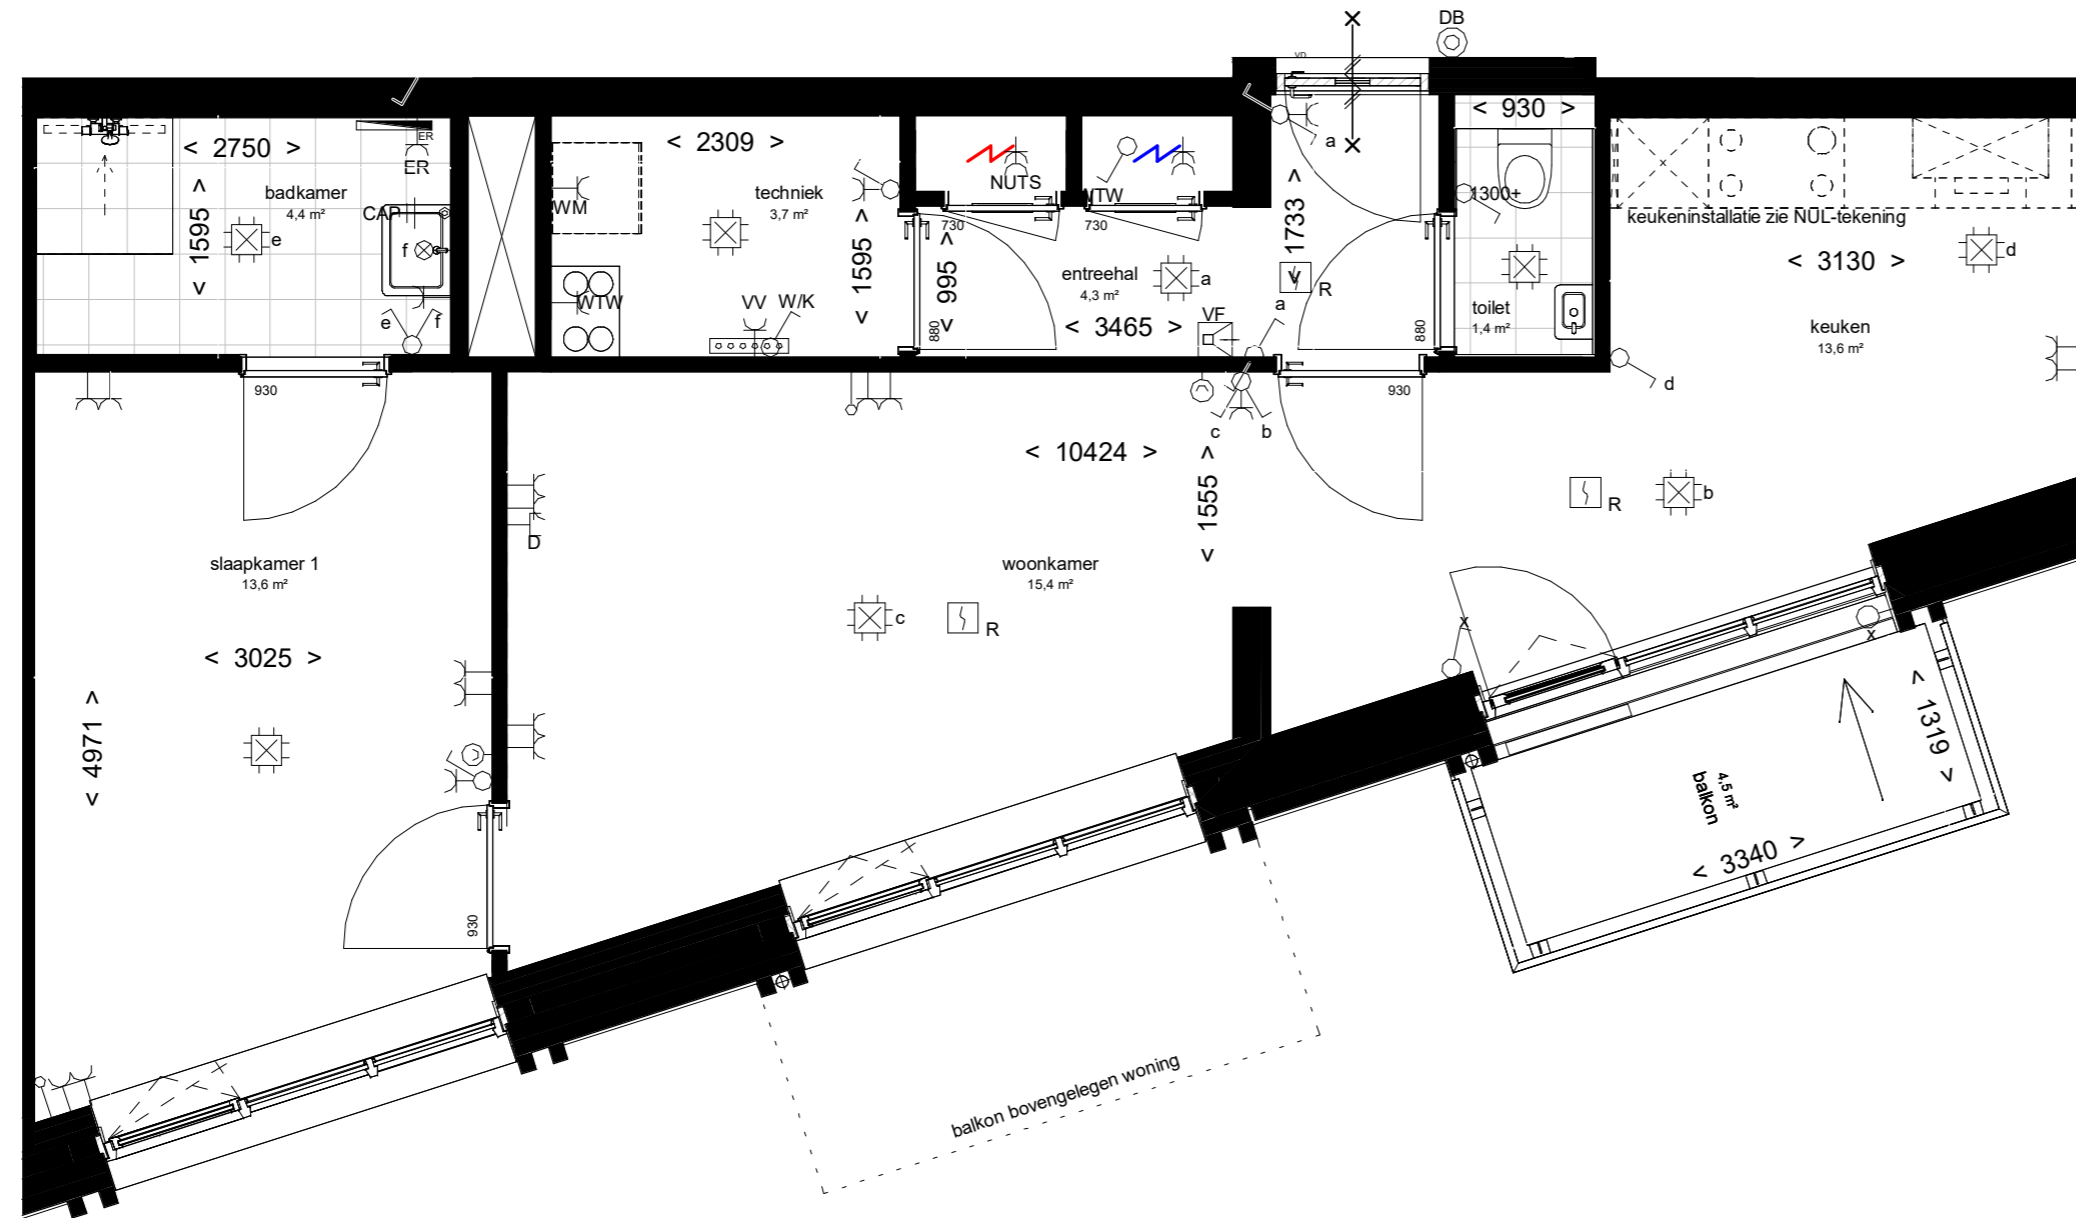 DB
VD
< 930 >
a
< 2750 >
ER
ER
badkamer
4,4 m²
< 1595 >
CAP
e
f
e
f
< 2309 >
techniek
3,7 m²
WM
WTW
VV
W/K
< 1595 >
NUTS
WTW
730
730
< 995 >
880
entreehal
4,3 m²
a
< 3465 >
VF
a
< 1733 >
R
1300+
toilet
1,4 m²
880
keukeninstallatie zie NUL-tekening
< 3130 >
d
keuken
13,6 m²
d
930
930
c
b
< 10424 >
< 1555 >
R
b
D
slaapkamer 1
13,6 m²
woonkamer
15,4 m²
c
R
< 3025 >
< 4971 >
930
x
x
< 1319 >
4,5 m²
balkon
< 3340 >
balkon bovengelegen woning